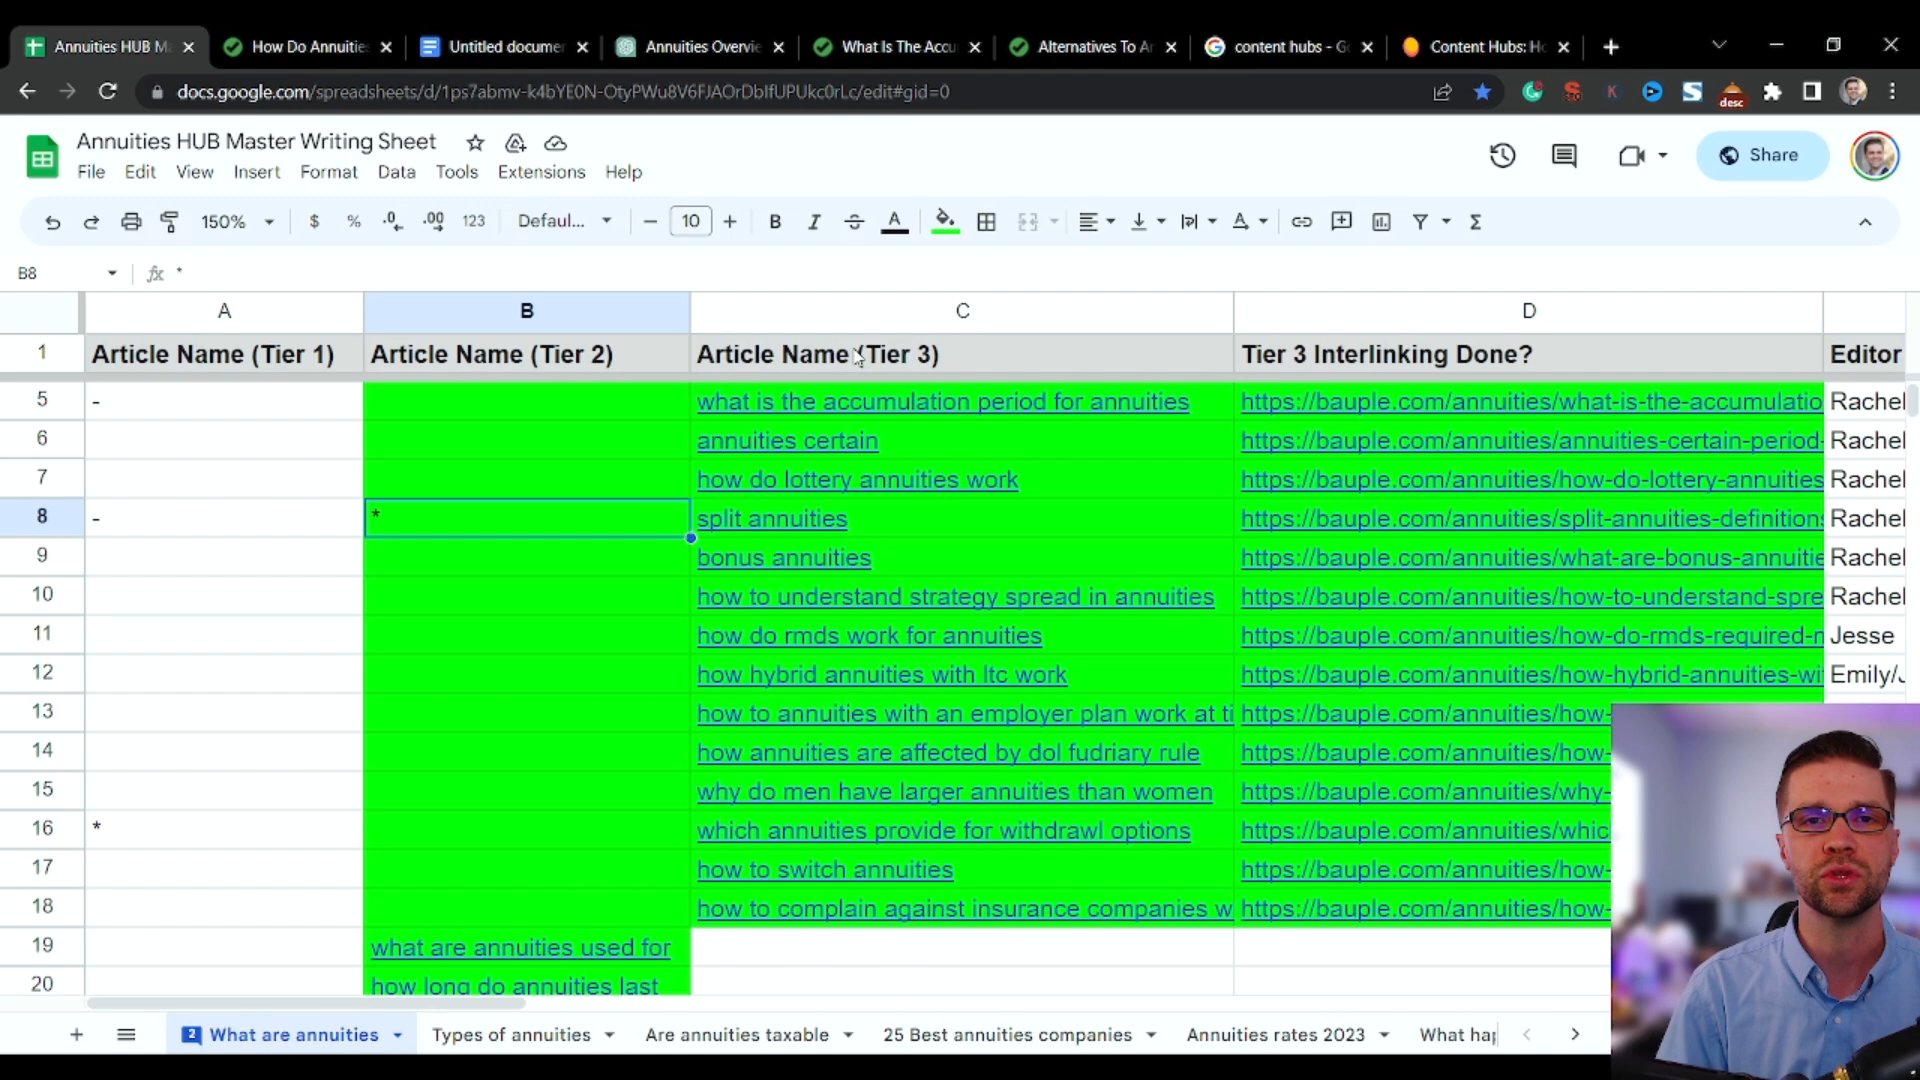 Annuities HUB M
How Do Annuitie
Untitled documen
Annuities Overvi
What Is The Accu
Alternatives To A
content hubs - G
Content Hubs: H
docs.google.com/spreadsheets/d/1ps7abmv-k4bYE0N-OtyPWu8V6FJAOrDbIfUPUkc0rLc/edit#gid=0
desc
Annuities HUB Master Writing Sheet
File Edit View Insert Format Data Tools Extensions Help
Share
150% $ % .0 .00 123 Defaul... 10 B I A
B8 fx *
A B C D
1 Article Name (Tier 1) Article Name (Tier 2) Article Name (Tier 3) Tier 3 Interlinking Done? Editor
5 - what is the accumulation period for annuities https://bauple.com/annuities/what-is-the-accumulatio Rachel
6 annuities certain https://bauple.com/annuities/annuities-certain-period- Rachel
7 how do lottery annuities work https://bauple.com/annuities/how-do-lottery-annuities Rachel
8 - * split annuities https://bauple.com/annuities/split-annuities-definition Rachel
9 bonus annuities https://bauple.com/annuities/what-are-bonus-annuitie Rachel
10 how to understand strategy spread in annuities https://bauple.com/annuities/how-to-understand-spre Rachel
11 how do rmds work for annuities https://bauple.com/annuities/how-do-rmds-required-m Jesse
12 how hybrid annuities with ltc work https://bauple.com/annuities/how-hybrid-annuities-wi Emily/J
13 how to annuities with an employer plan work at ti https://bauple.com/annuities/how-
14 how annuities are affected by dol fudriary rule https://bauple.com/annuities/how-
15 why do men have larger annuities than women https://bauple.com/annuities/why-
16 * which annuities provide for withdrawl options https://bauple.com/annuities/whic
17 how to switch annuities https://bauple.com/annuities/how-
18 how to complain against insurance companies w https://bauple.com/annuities/how-
19 what are annuities used for
20 how long do annuities last
2 What are annuities Types of annuities Are annuities taxable 25 Best annuities companies Annuities rates 2023 What hap